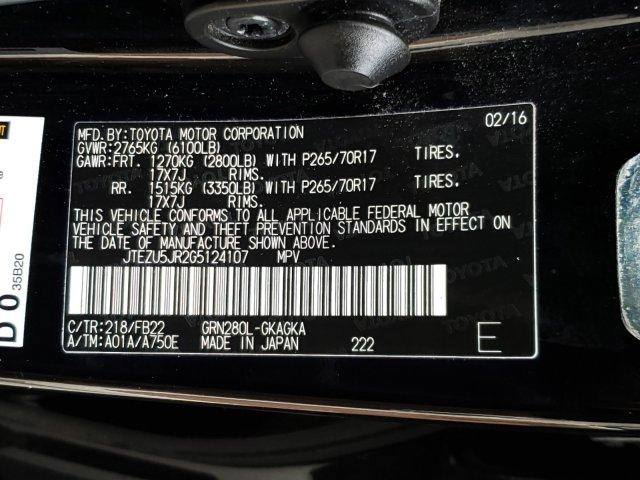 02/16
MFD.BY:TOYOTA MOTOR CORPORATION
GVWR:2765KG (6100LB)
GAWR:FRT. 1270KG (2800LB) WITH P265/70R17 TIRES.
17X7J RIMS.
RR. 1515KG (3350LB) WITH P265/70R17 TIRES.
17X7J RIMS.
THIS VEHICLE CONFORMS TO ALL APPLICABLE FEDERAL MOTOR
VEHICLE SAFETY AND THEFT PREVENTION STANDARDS IN EFFECT
ON THE DATE OF MANUFACTURE SHOWN ABOVE.
JTEZU5JR2G5124107 MPV
C/TR:218/FB22 GRN280L-GKAGKA
A/TM:A01A/A750E MADE IN JAPAN 222
E
35B20